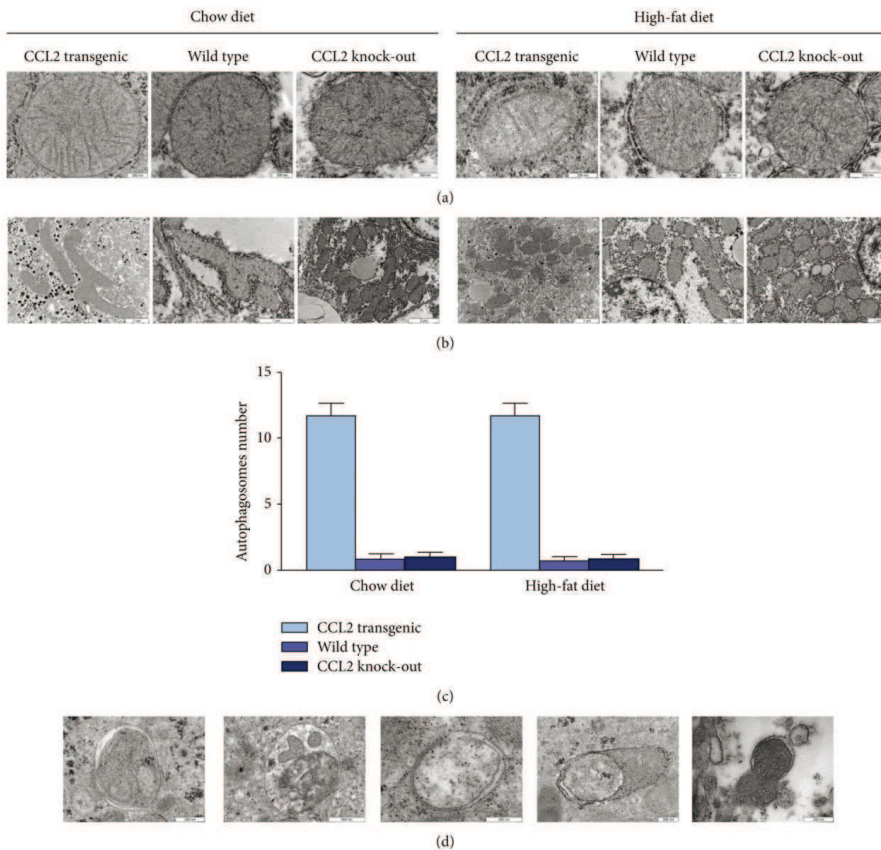 Chow diet
High-fat diet
CCL2 transgenic
Wild type
CCL2 knock-out
CCL2 transgenic
Wild type
CCL2 knock-out
(a)
(b)
15
10
5
0
Autophagosomes number
Chow diet
High-fat diet
CCL2 transgenic
Wild type
CCL2 knock-out
(c)
(d)